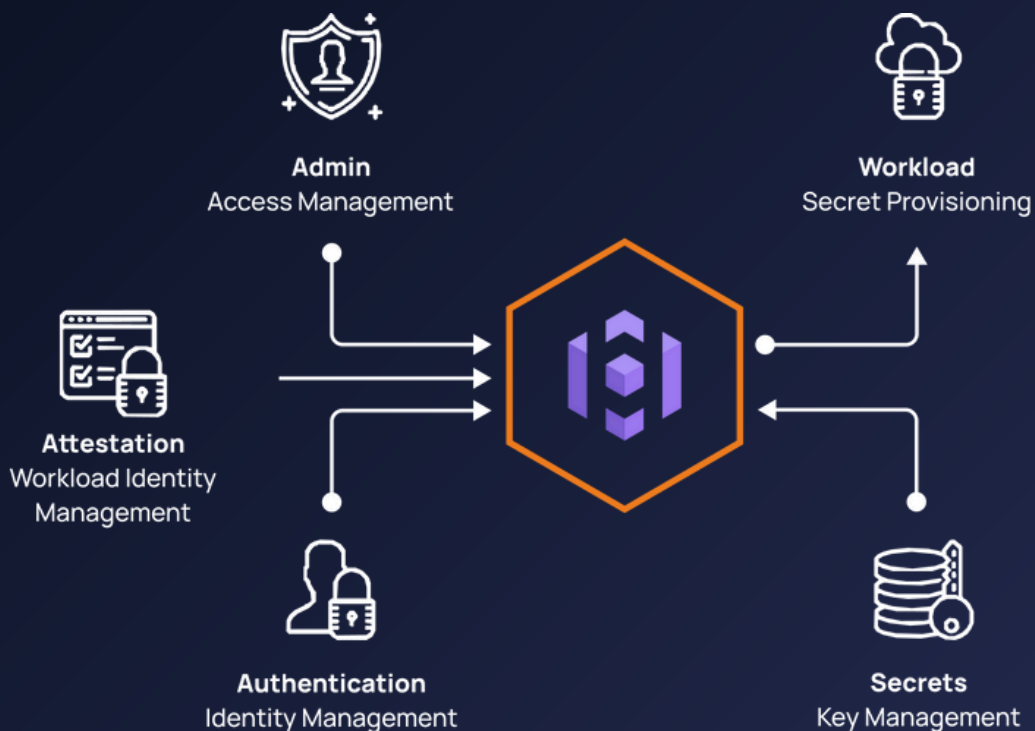 Admin
Access Management
Workload
Secret Provisioning
Attestation
Workload Identity
Management
Authentication
Identity Management
Secrets
Key Management